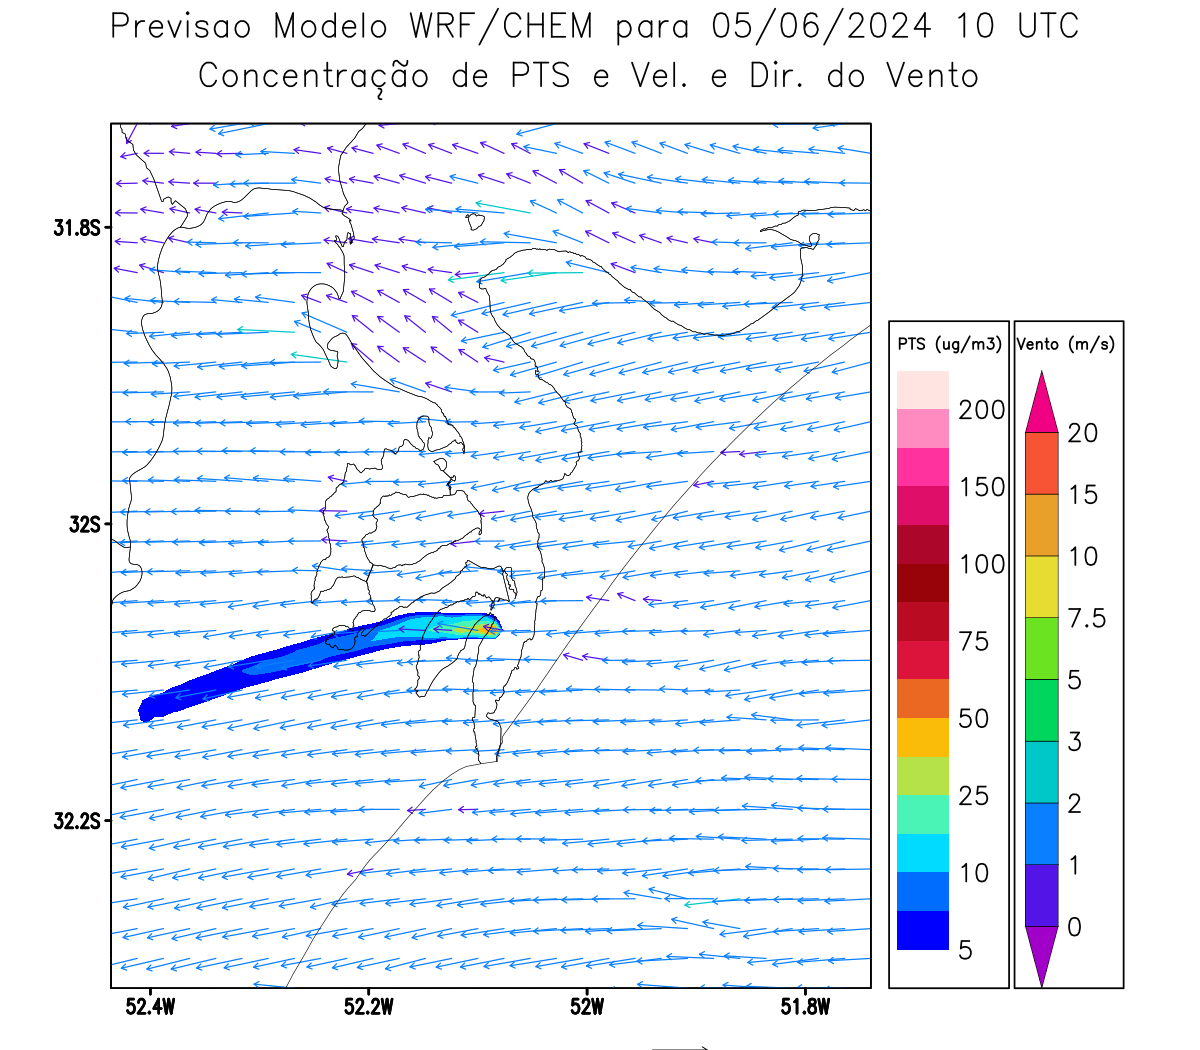 Previsao Modelo WRF/CHEM para 05/06/2024 10 UTC
Concentração de PTS e Vel. e Dir. do Vento
31.8S
32S
32.2S
52.4W
52.2W
52W
51.8W
PTS (ug/m3)
200
150
100
75
50
25
10
5
Vento (m/s)
20
15
10
7.5
5
3
2
1
0